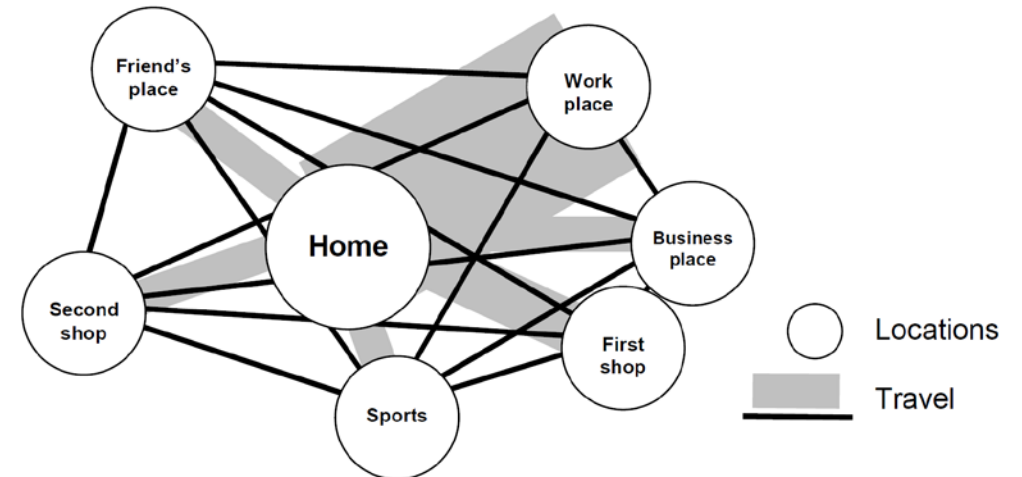 Friend's
place
Work
place
Home
Business
place
Second
shop
First
shop
Sports
Locations
Travel